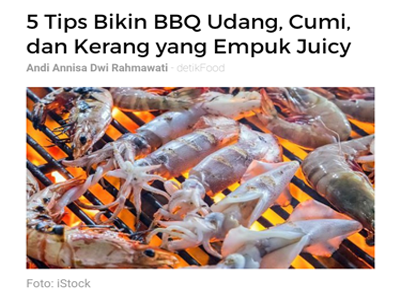 5 Tips Bikin BBQ Udang, Cumi,
dan Kerang yang Empuk Juicy
Andi Annisa Dwi Rahmawati - detikFood
Foto: iStock